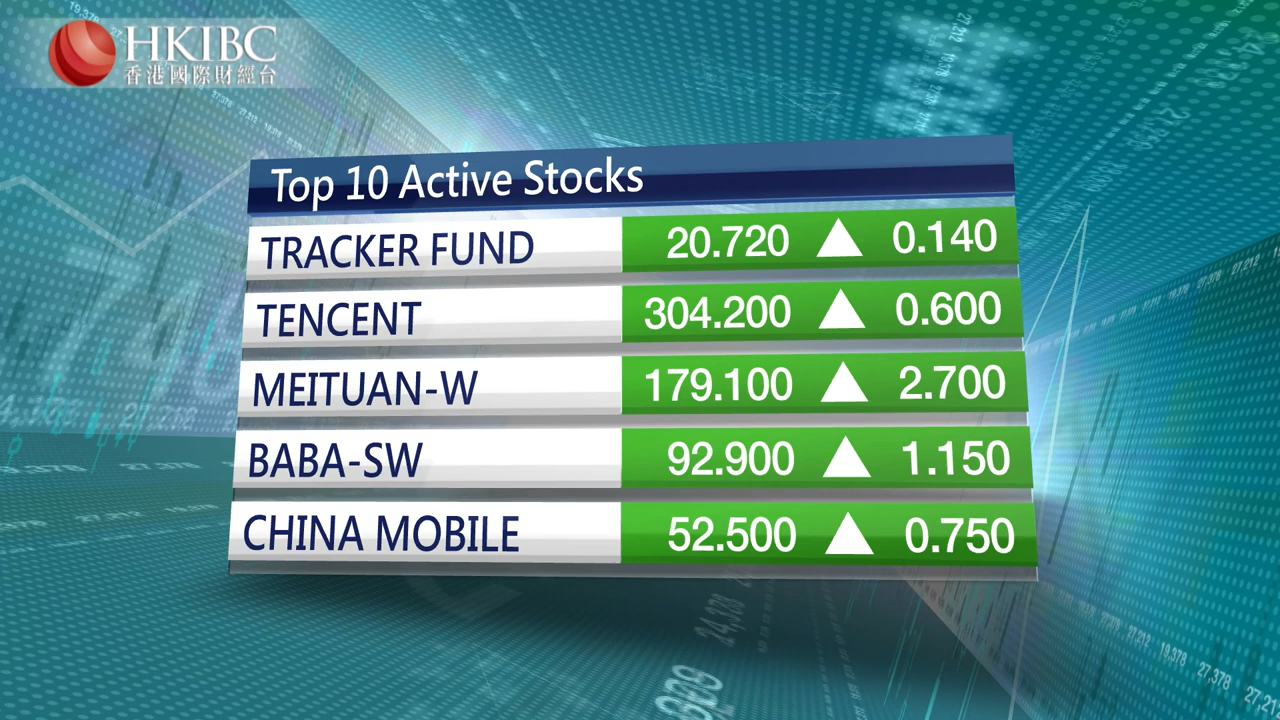 HKIBC
香港國際財經台
Top 10 Active Stocks
TRACKER FUND 20.720 ▲ 0.140
TENCENT 304.200 ▲ 0.600
MEITUAN-W 179.100 ▲ 2.700
BABA-SW 92.900 ▲ 1.150
CHINA MOBILE 52.500 ▲ 0.750